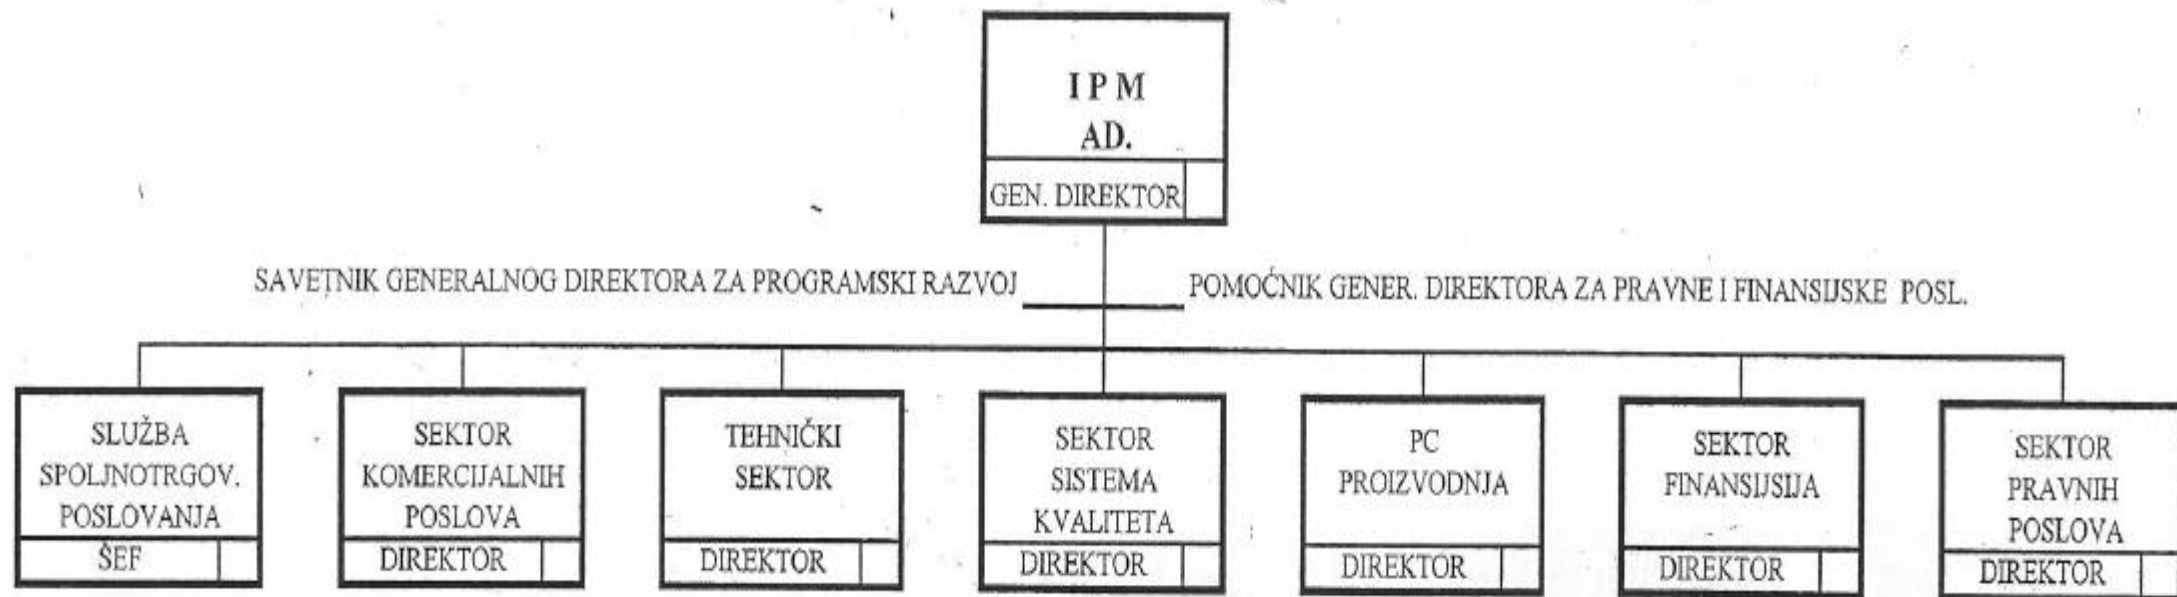 I P M
AD.
GEN. DIREKTOR
SAVETNIK GENERALNOG DIREKTORA ZA PROGRAMSKI RAZVOJ
POMOĆNIK GENER. DIREKTORA ZA PRAVNE I FINANSIJSKE POSL.
SLUŽBA
SPOLJNOTRGOV.
POSLOVANJA
ŠEF
SEKTOR
KOMERCIJALNIH
POSLOVA
DIREKTOR
TEHNIČKI
SEKTOR
DIREKTOR
SEKTOR
SISTEMA
KVALITETA
DIREKTOR
PC
PROIZVODNJA
DIREKTOR
SEKTOR
FINANSIJSIJA
DIREKTOR
SEKTOR
PRAVNIH
POSLOVA
DIREKTOR